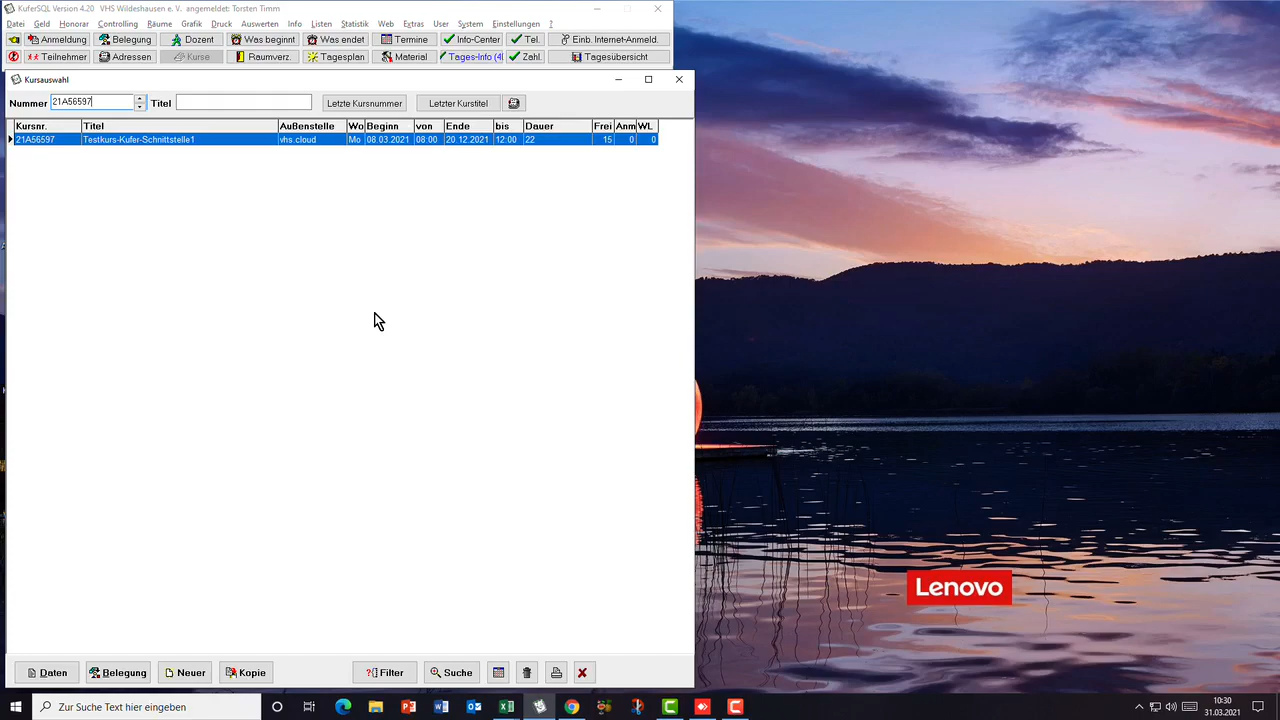 KuferSQL Version 4.20 VHS Wildeshausen e. V. angemeldet: Torsten Timm
Datei Geld Honorar Controlling Räume Grafik Druck Auswerten Info Listen Statistik Web Extras User System Einstellungen ?
Anmeldung Belegung Dozent Was beginnt Was endet Termine Info-Center Tel. Einb. Internet-Anmeld.
Teilnehmer Adressen Kurse Raumverz. Tagesplan Material Tages-Info (4) Zahl. Tagesübersicht
Kursauswahl
Nummer 21A56597 Titel Letzte Kursnummer Letzter Kurstitel
Kursnr. Titel Außenstelle Wo Beginn von Ende bis Dauer Frei Anm WL
21A56597 Testkurs-Kufer-Schnittstelle1 vhs.cloud Mo 08.03.2021 08:00 20.12.2021 12:00 22 15 0 0
Lenovo
Daten Belegung Neuer Kopie ?{} Filter Suche
Zur Suche Text hier eingeben
10:30
31.03.2021